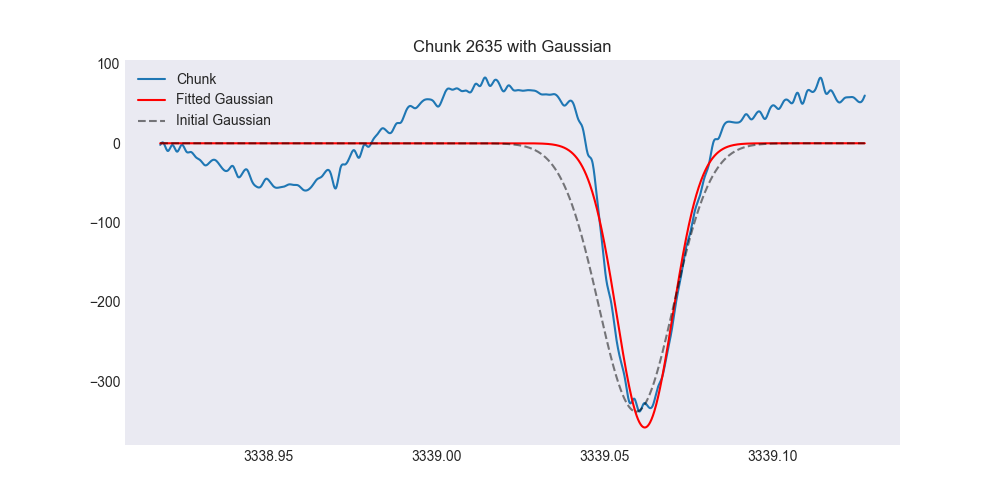 Chunk 2635 with Gaussian
100
0
−100
−200
−300
Chunk
Fitted Gaussian
Initial Gaussian
3338.95 3339.00 3339.05 3339.10